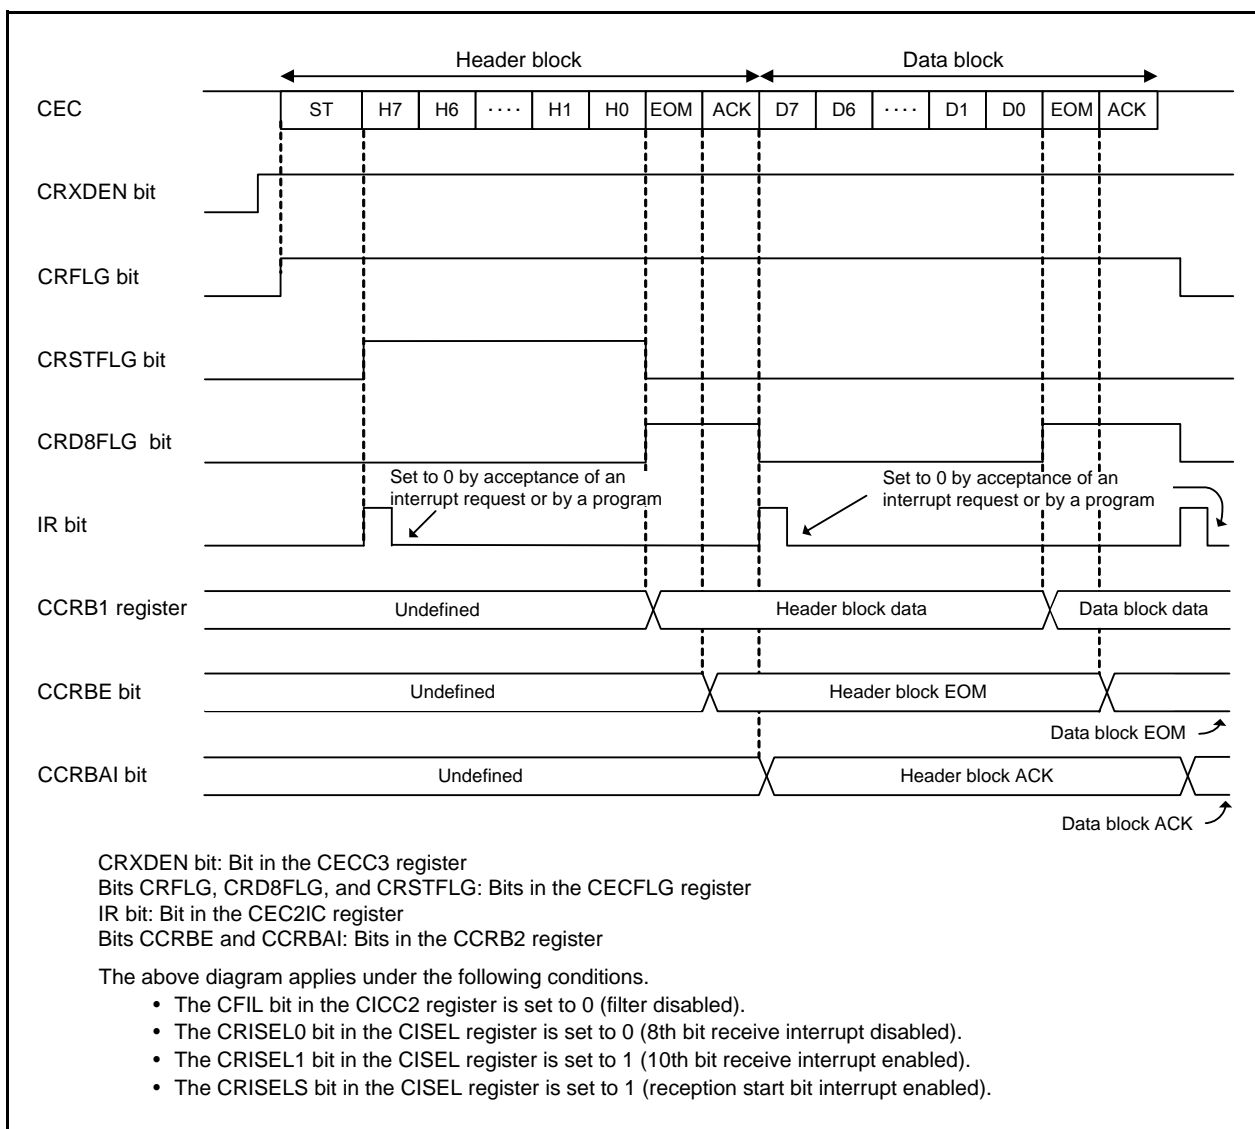 Header block Data block
CEC ST H7 H6 ···· H1 H0 EOM ACK D7 D6 ···· D1 D0 EOM ACK
CRXDEN bit
CRFLG bit
CRSTFLG bit
CRD8FLG bit
Set to 0 by acceptance of an
interrupt request or by a program
Set to 0 by acceptance of an
interrupt request or by a program
IR bit
CCRB1 register Undefined Header block data Data block data
CCRBE bit Undefined Header block EOM
Data block EOM
CCRBAI bit Undefined Header block ACK
Data block ACK
CRXDEN bit: Bit in the CECC3 register
Bits CRFLG, CRD8FLG, and CRSTFLG: Bits in the CECFLG register
IR bit: Bit in the CEC2IC register
Bits CCRBE and CCRBAI: Bits in the CCRB2 register
The above diagram applies under the following conditions.
• The CFIL bit in the CICC2 register is set to 0 (filter disabled).
• The CRISEL0 bit in the CISEL register is set to 0 (8th bit receive interrupt disabled).
• The CRISEL1 bit in the CISEL register is set to 1 (10th bit receive interrupt enabled).
• The CRISELS bit in the CISEL register is set to 1 (reception start bit interrupt enabled).